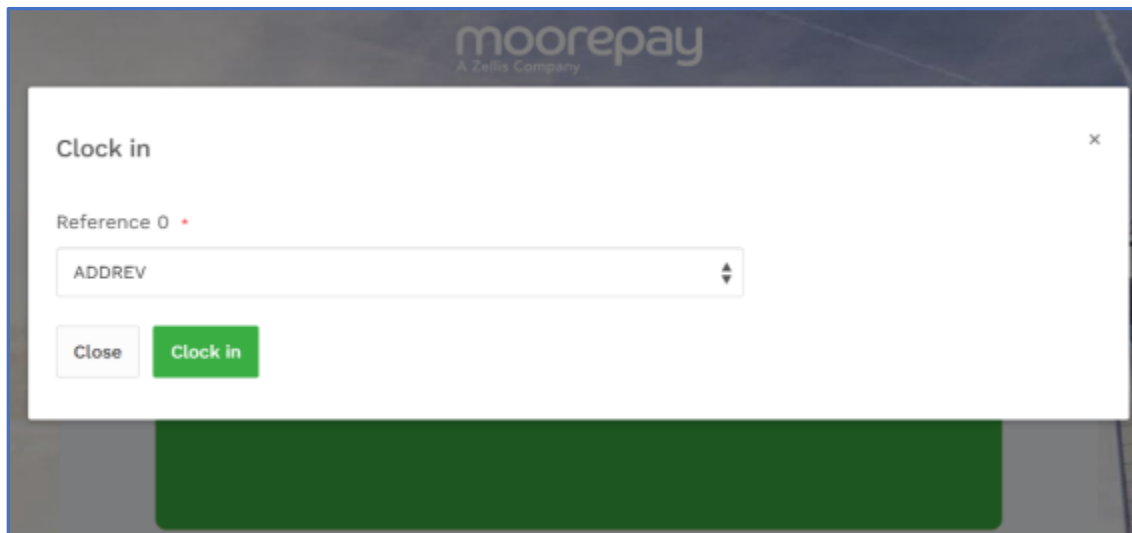 moorepay
A Zellis Company
Clock in
×
Reference 0 *
ADDREV
Close
Clock in